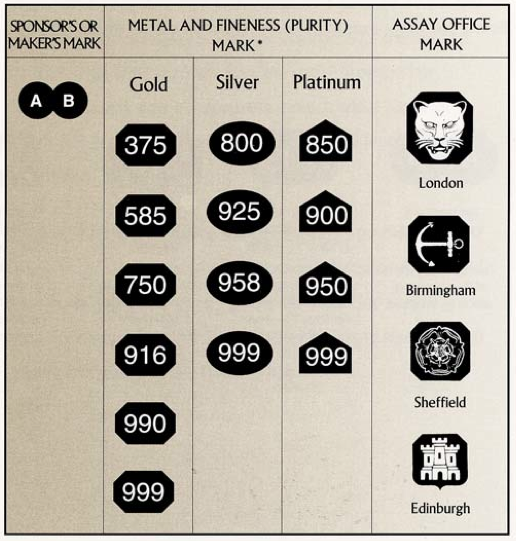 SPONSOR'S OR
MAKER'S MARK
METAL AND FINENESS (PURITY)
MARK *
ASSAY OFFICE
MARK
A B
Gold
Silver
Platinum
375
800
850
London
585
925
900
Birmingham
750
958
950
916
999
999
Sheffield
990
999
Edinburgh